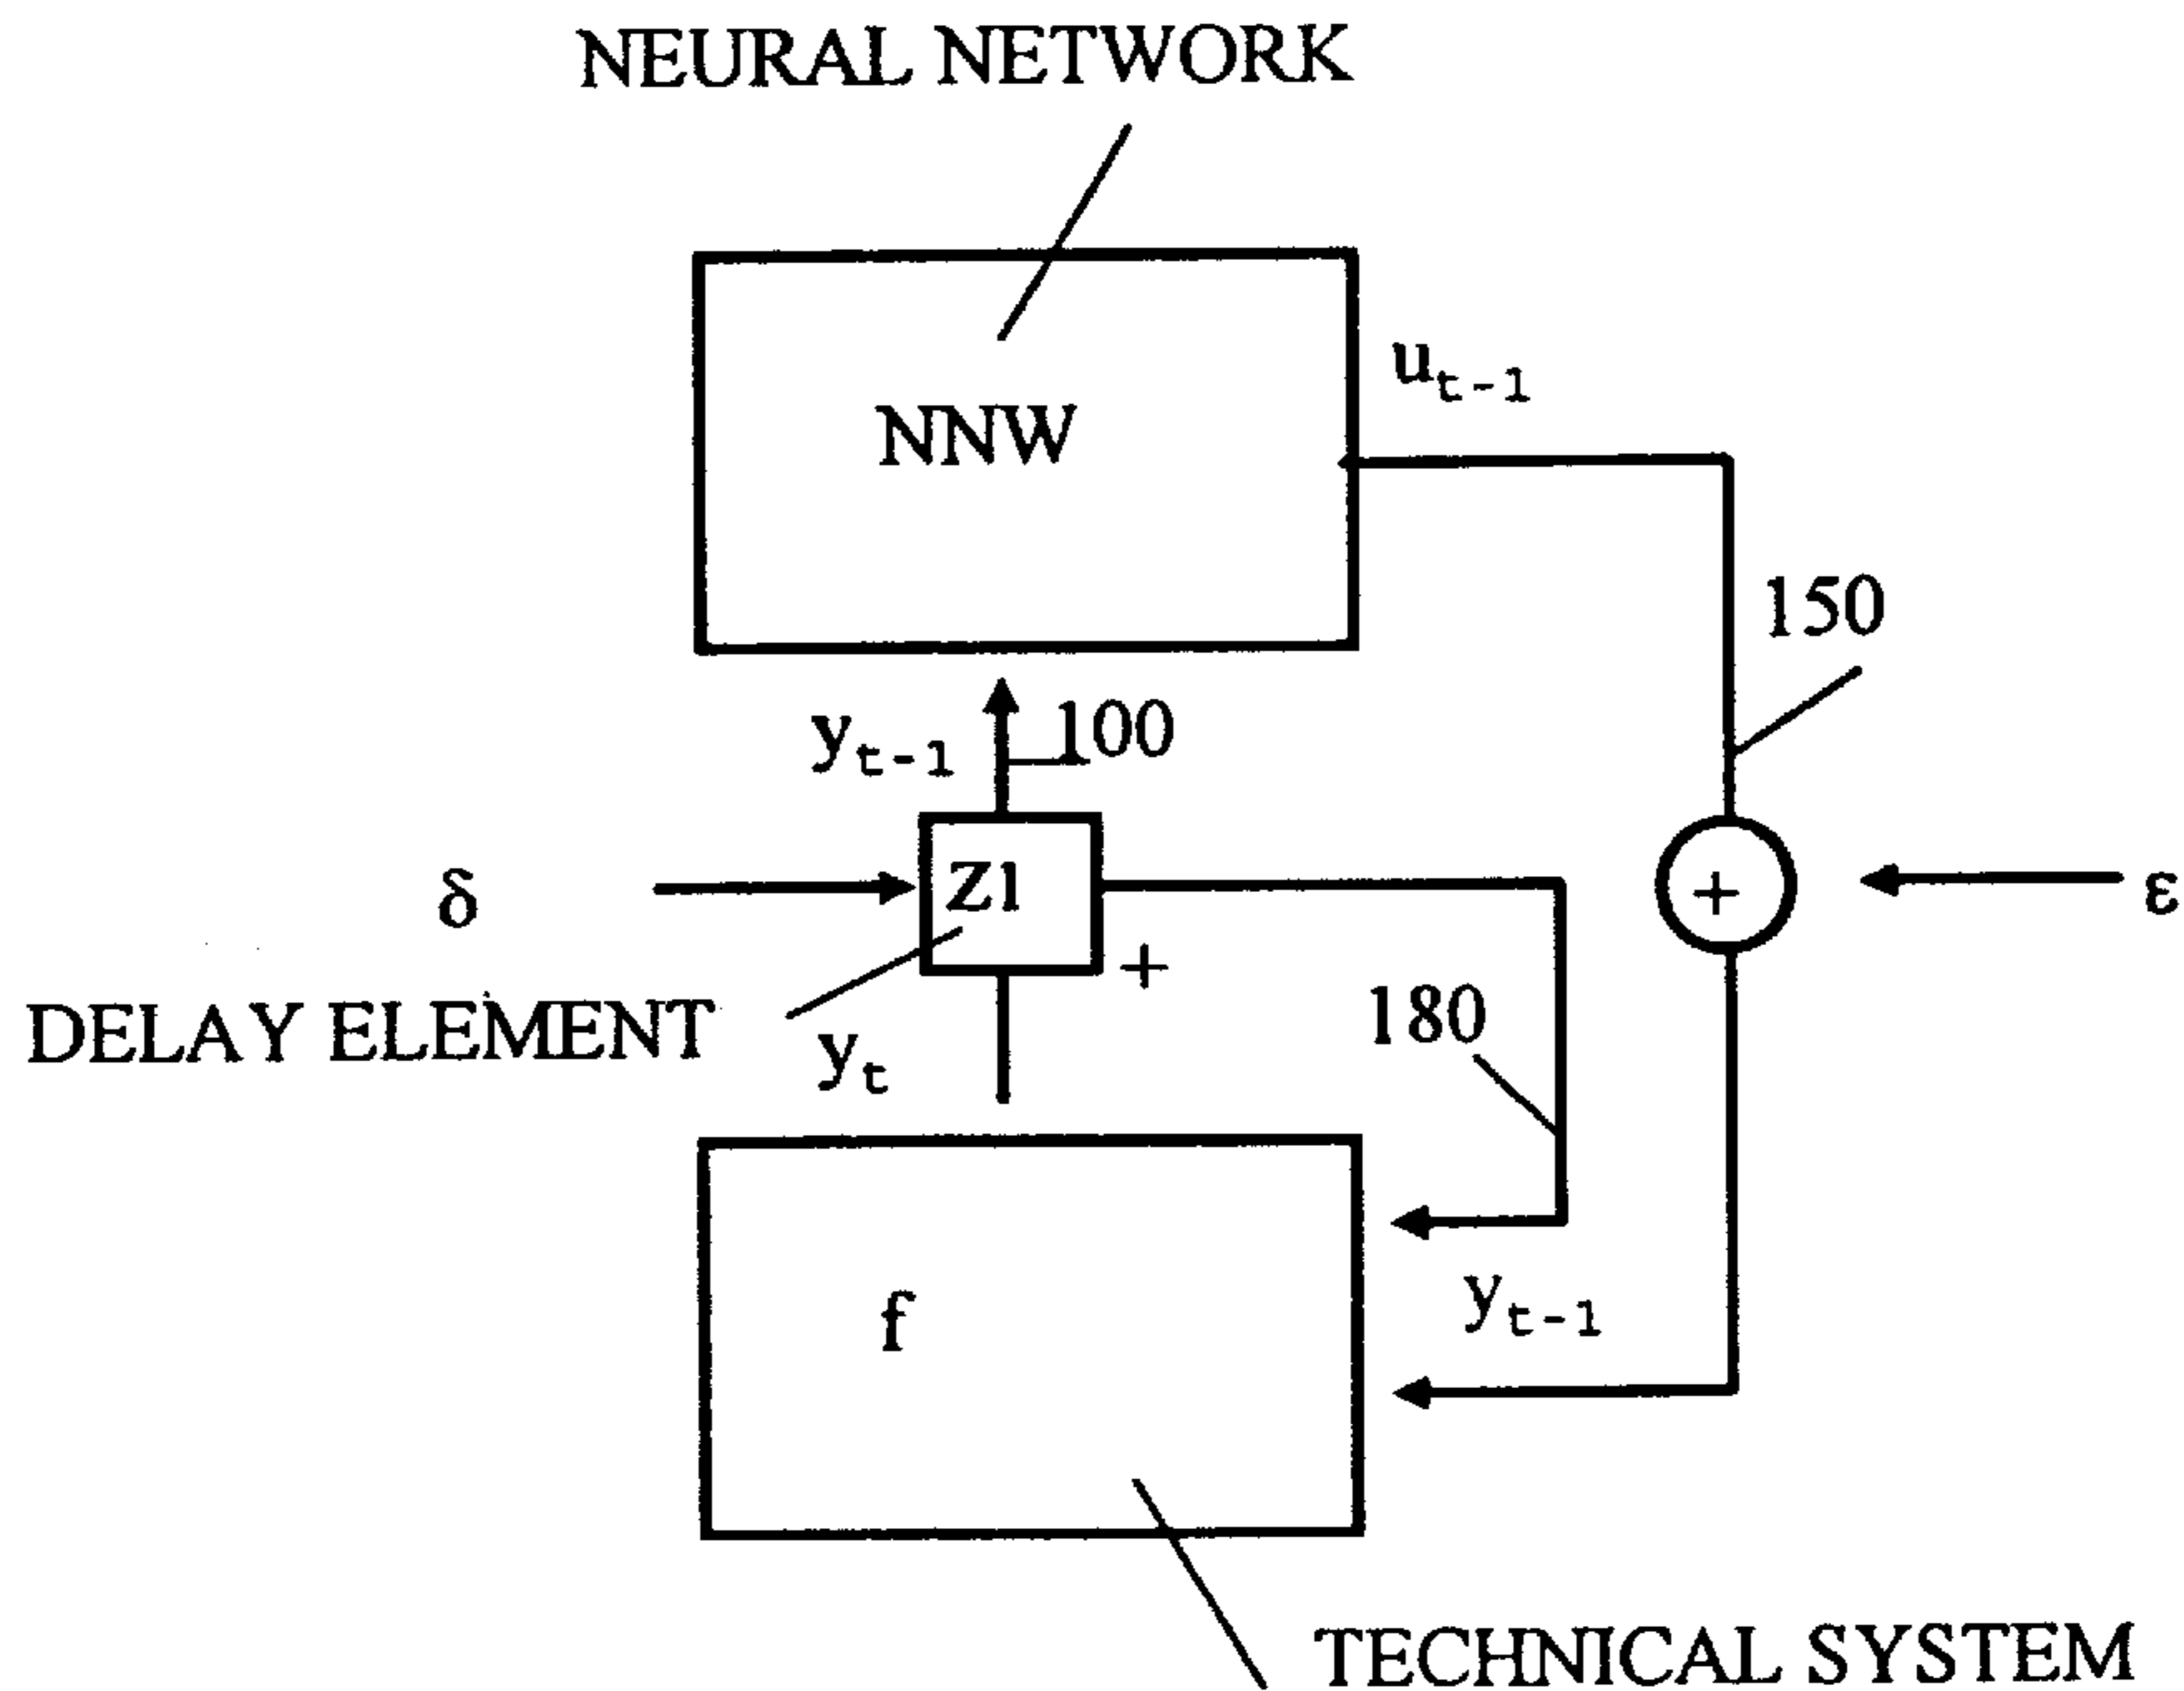 NEURAL NETWORK
u_{t-1}
NNW
150
y_{t-1} 100
δ Z1 + ε
+
DELAY ELEMENT
180
y_t
y_{t-1}
f
TECHNICAL SYSTEM